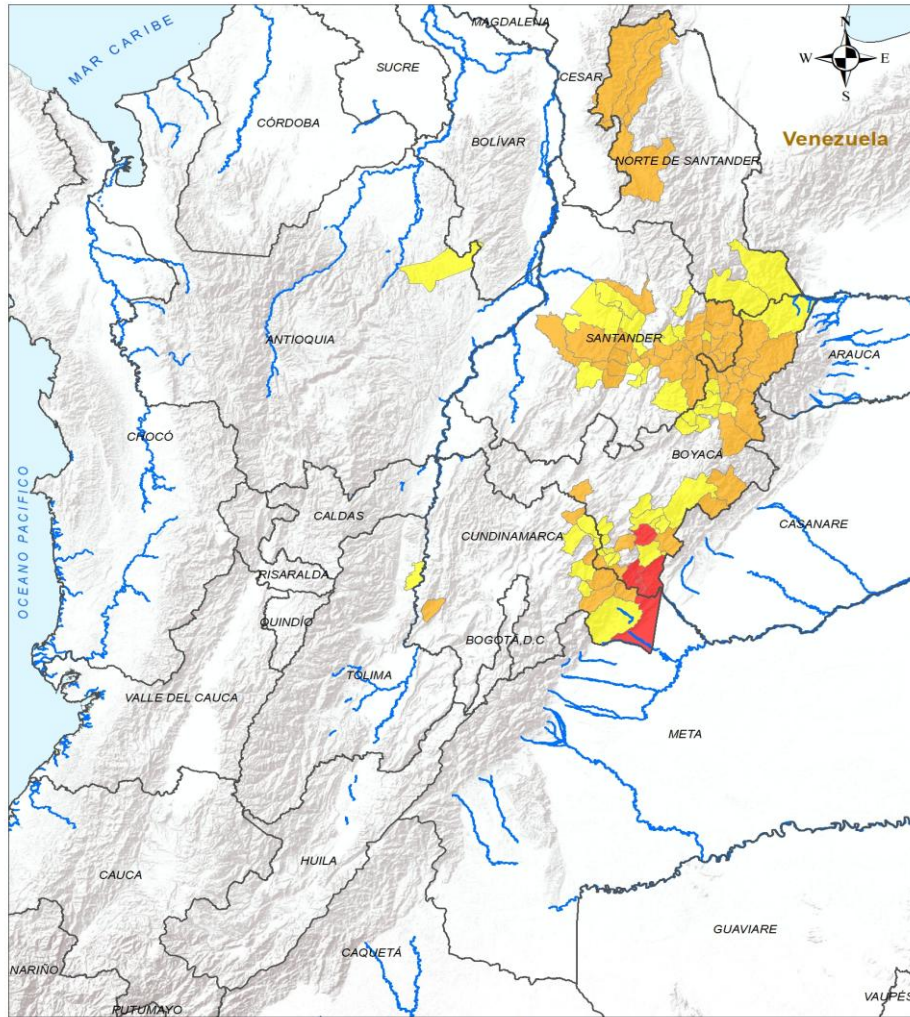 MAGDALENA
MAR CARIBE
N
W E
S
SUCRE
CESAR
CÓRDOBA
BOLÍVAR
Venezuela
NORTE DE SANTANDER
ANTIOQUIA
SANTANDER
ARAUCA
CHOCÓ
BOYACA
OCEANO PACIFICO
CALDAS
CUNDINAMARCA
CASANARE
RISARALDA
QUINDIO
BOGOTÁ,D.C
TOLIMA
VALLE DEL CAUCA
META
HUILA
CAUCA
GUAVIARE
CAQUETÁ
NARIÑO
VAUPÉS
PUTUMAYO